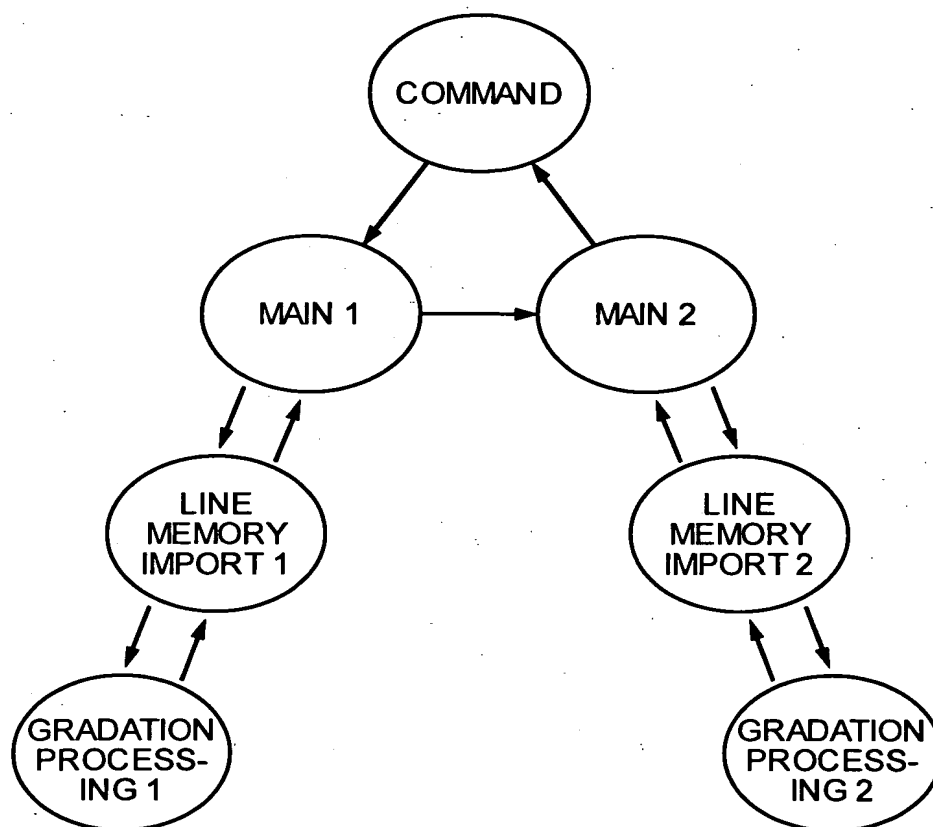 COMMAND
MAIN 1
MAIN 2
LINE
MEMORY
IMPORT 1
LINE
MEMORY
IMPORT 2
GRADATION
PROCESS-
ING 1
GRADATION
PROCESS-
ING 2